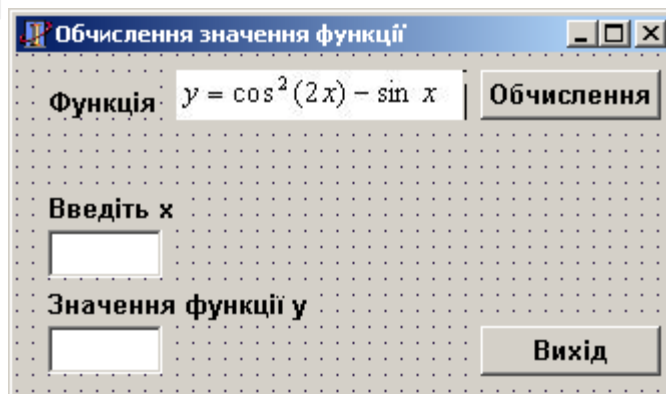 Обчислення значення функції
Функція y = cos²(2x) − sin x Обчислення
Введіть х
Значення функції у
Вихід